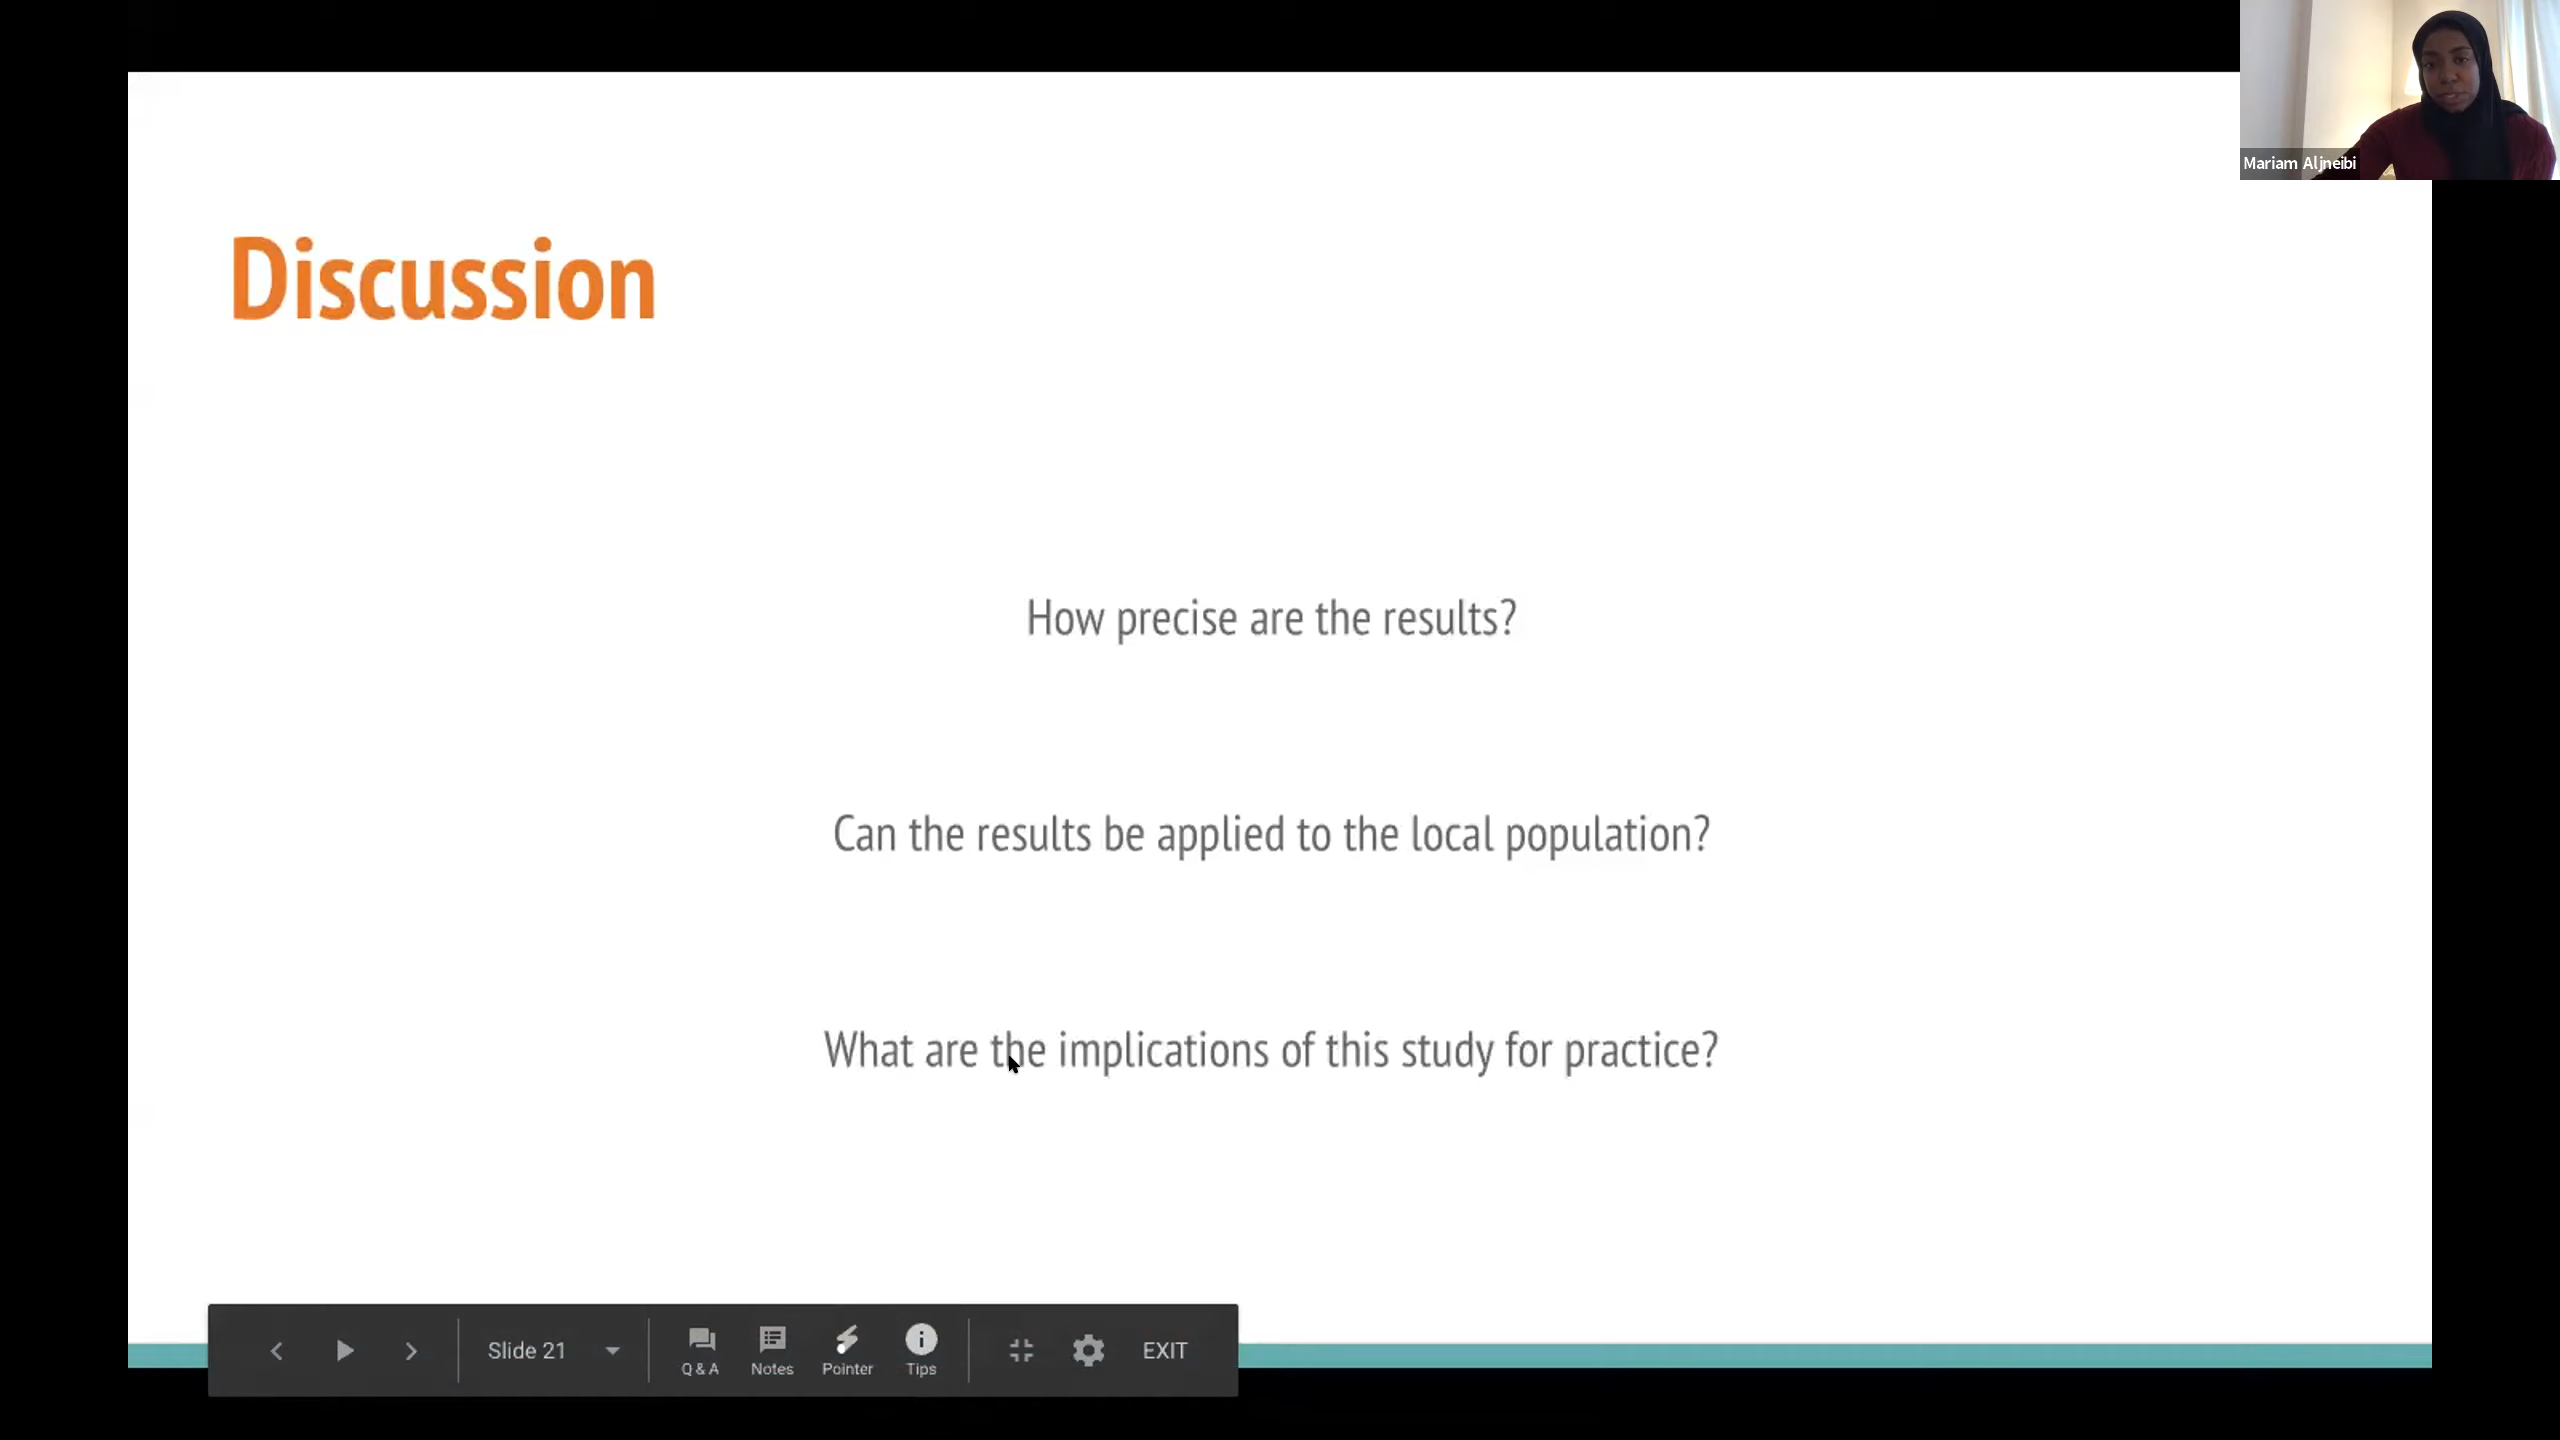 Mariam Aljneibi
Discussion
How precise are the results?
Can the results be applied to the local population?
What are the implications of this study for practice?
Slide 21
Q & A
Notes
Pointer
Tips
EXIT